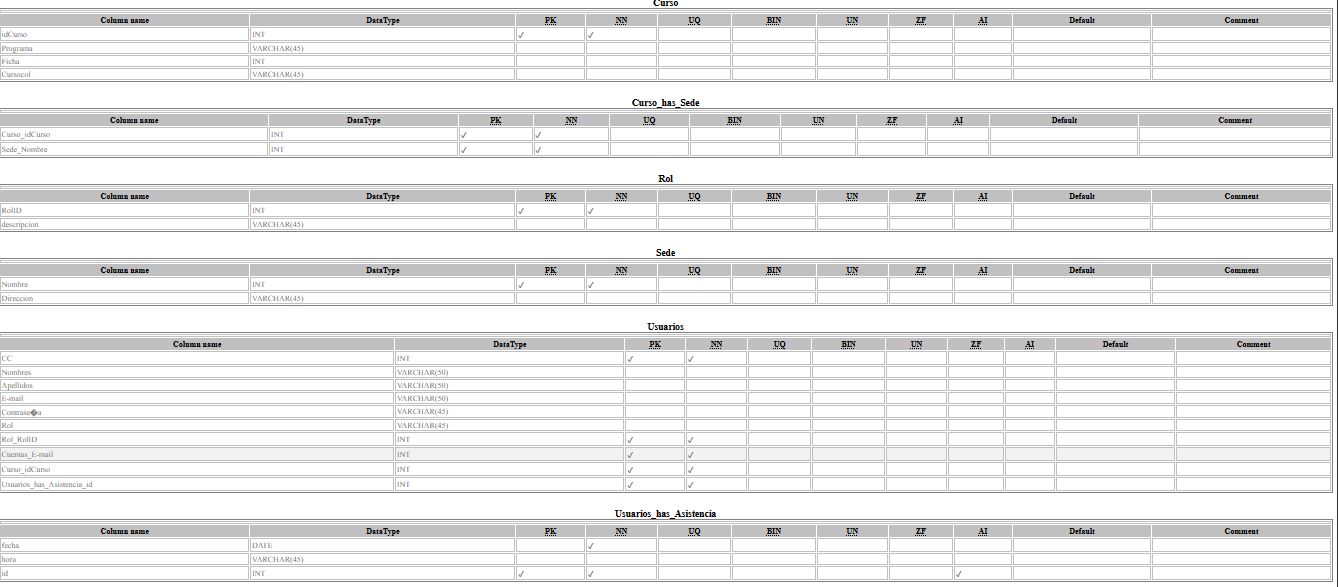 Curso
Column name DataType PK NN UQ BIN UN ZF AI Default Comment
idCurso INT ✓ ✓
Programa VARCHAR(45)
Ficha INT
Cursocol VARCHAR(45)
Curso_has_Sede
Column name DataType PK NN UQ BIN UN ZF AI Default Comment
Curso_idCurso INT ✓ ✓
Sede_Nombre INT ✓ ✓
Rol
Column name DataType PK NN UQ BIN UN ZF AI Default Comment
RolID INT ✓ ✓
descripcion VARCHAR(45)
Sede
Column name DataType PK NN UQ BIN UN ZF AI Default Comment
Nombre INT ✓ ✓
Direccion VARCHAR(45)
Usuarios
Column name DataType PK NN UQ BIN UN ZF AI Default Comment
CC INT ✓ ✓
Nombres VARCHAR(50)
Apellidos VARCHAR(50)
E-mail VARCHAR(50)
Contrase�a VARCHAR(45)
Rol VARCHAR(45)
Rol_RolID INT ✓ ✓
Cuentas_E-mail INT ✓ ✓
Curso_idCurso INT ✓ ✓
Usuarios_has_Asistencia_id INT ✓ ✓
Usuarios_has_Asistencia
Column name DataType PK NN UQ BIN UN ZF AI Default Comment
fecha DATE ✓
hora VARCHAR(45)
id INT ✓ ✓ ✓